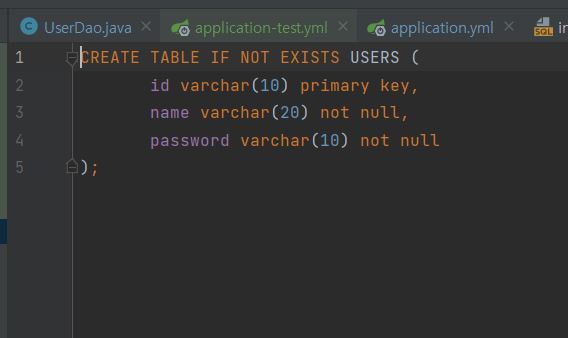 UserDao.java application-test.yml application.yml
1 CREATE TABLE IF NOT EXISTS USERS (
2 id varchar(10) primary key,
3 name varchar(20) not null,
4 password varchar(10) not null
5 );